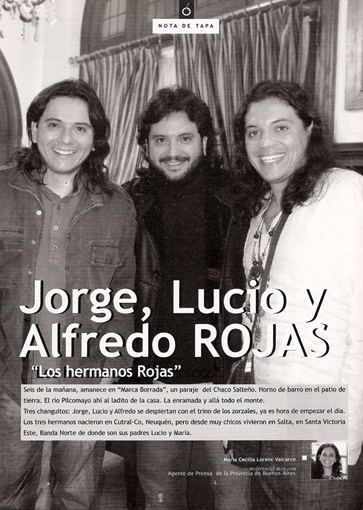 NOTA DE TAPA
Jorge, Lucio y
Alfredo ROJAS
“Los hermanos Rojas”
Seis de la mañana, amanece en “Marca Borrada”, un paraje del Chaco Salteño. Horno de barro en el patio de
tierra. El río Pilcomayo ahí al ladito de la casa. La enramada y allá todo el monte.
Tres changuitos: Jorge, Lucio y Alfredo se despiertan con el trino de los zorzales, ya es hora de empezar el día.
Los tres hermanos nacieron en Cutral-Co, Neuquén, pero desde muy chicos vivieron en Salta, en Santa Victoria
Este, Banda Norte de donde son sus padres Lucio y María.
María Cecilia Lorenc Valcarce
Agente de Prensa de la Provincia de Buenos Aires